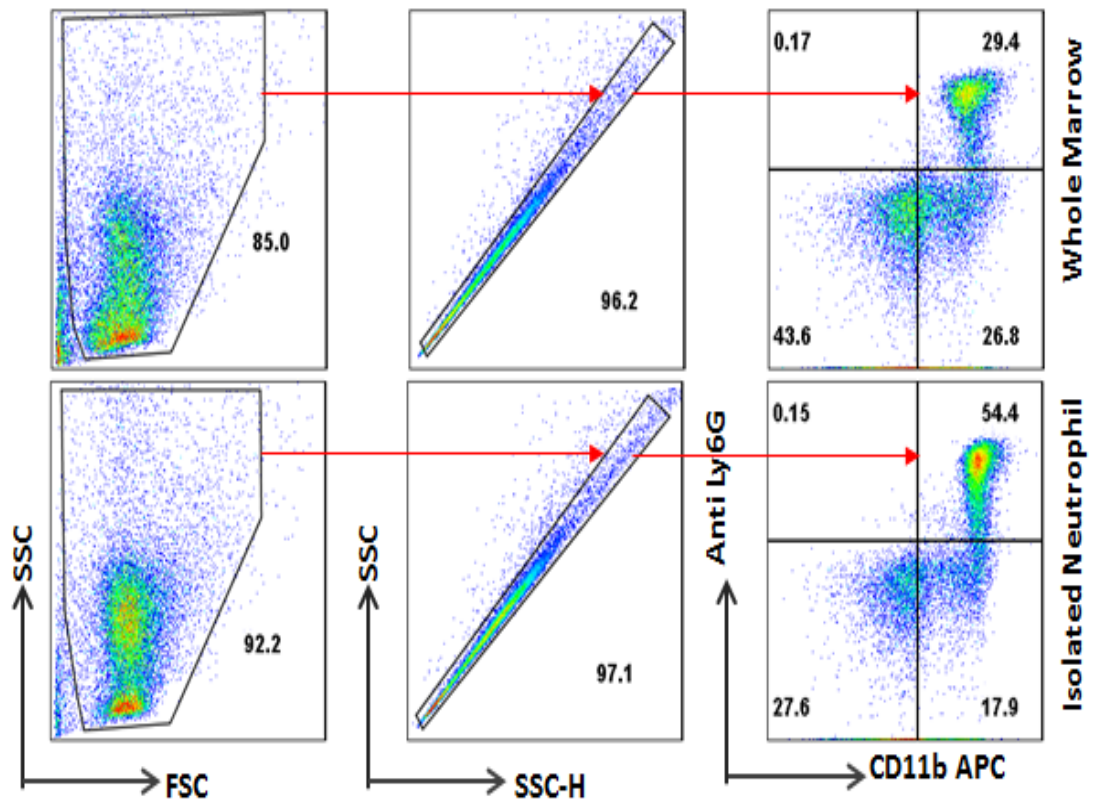 85.0
96.2
0.17
29.4
43.6
26.8
Whole Marrow
92.2
97.1
0.15
54.4
27.6
17.9
Isolated Neutrophil
SSC
FSC
SSC
SSC-H
Anti Ly6G
CD11b APC